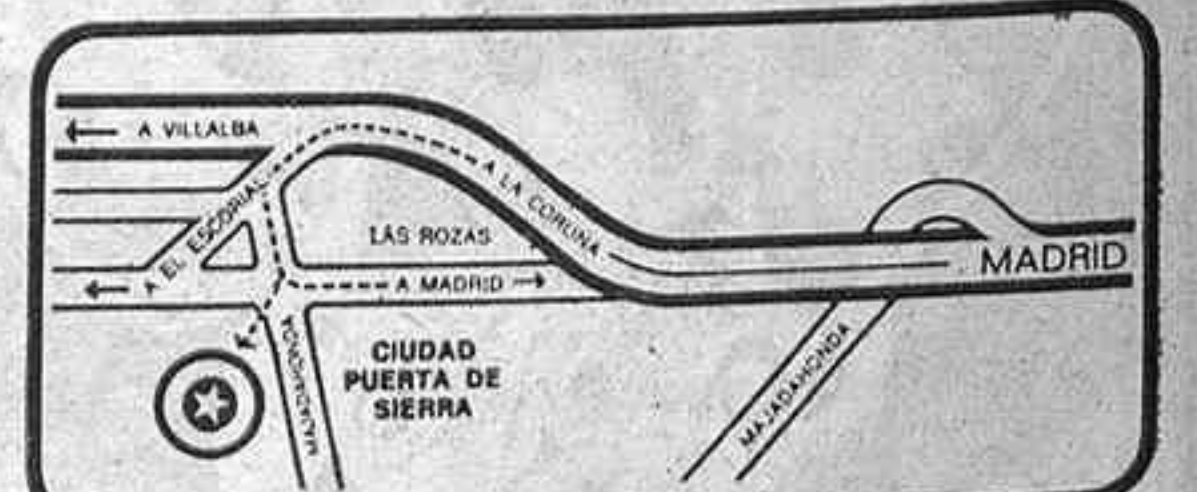 A VILLALBA
A LA CORUÑA
A EL ESCORIAL
LAS ROZAS
MADRID
A MADRID
MAJADAHONDA
CIUDAD
PUERTA DE
SIERRA
MAJADAHONDA